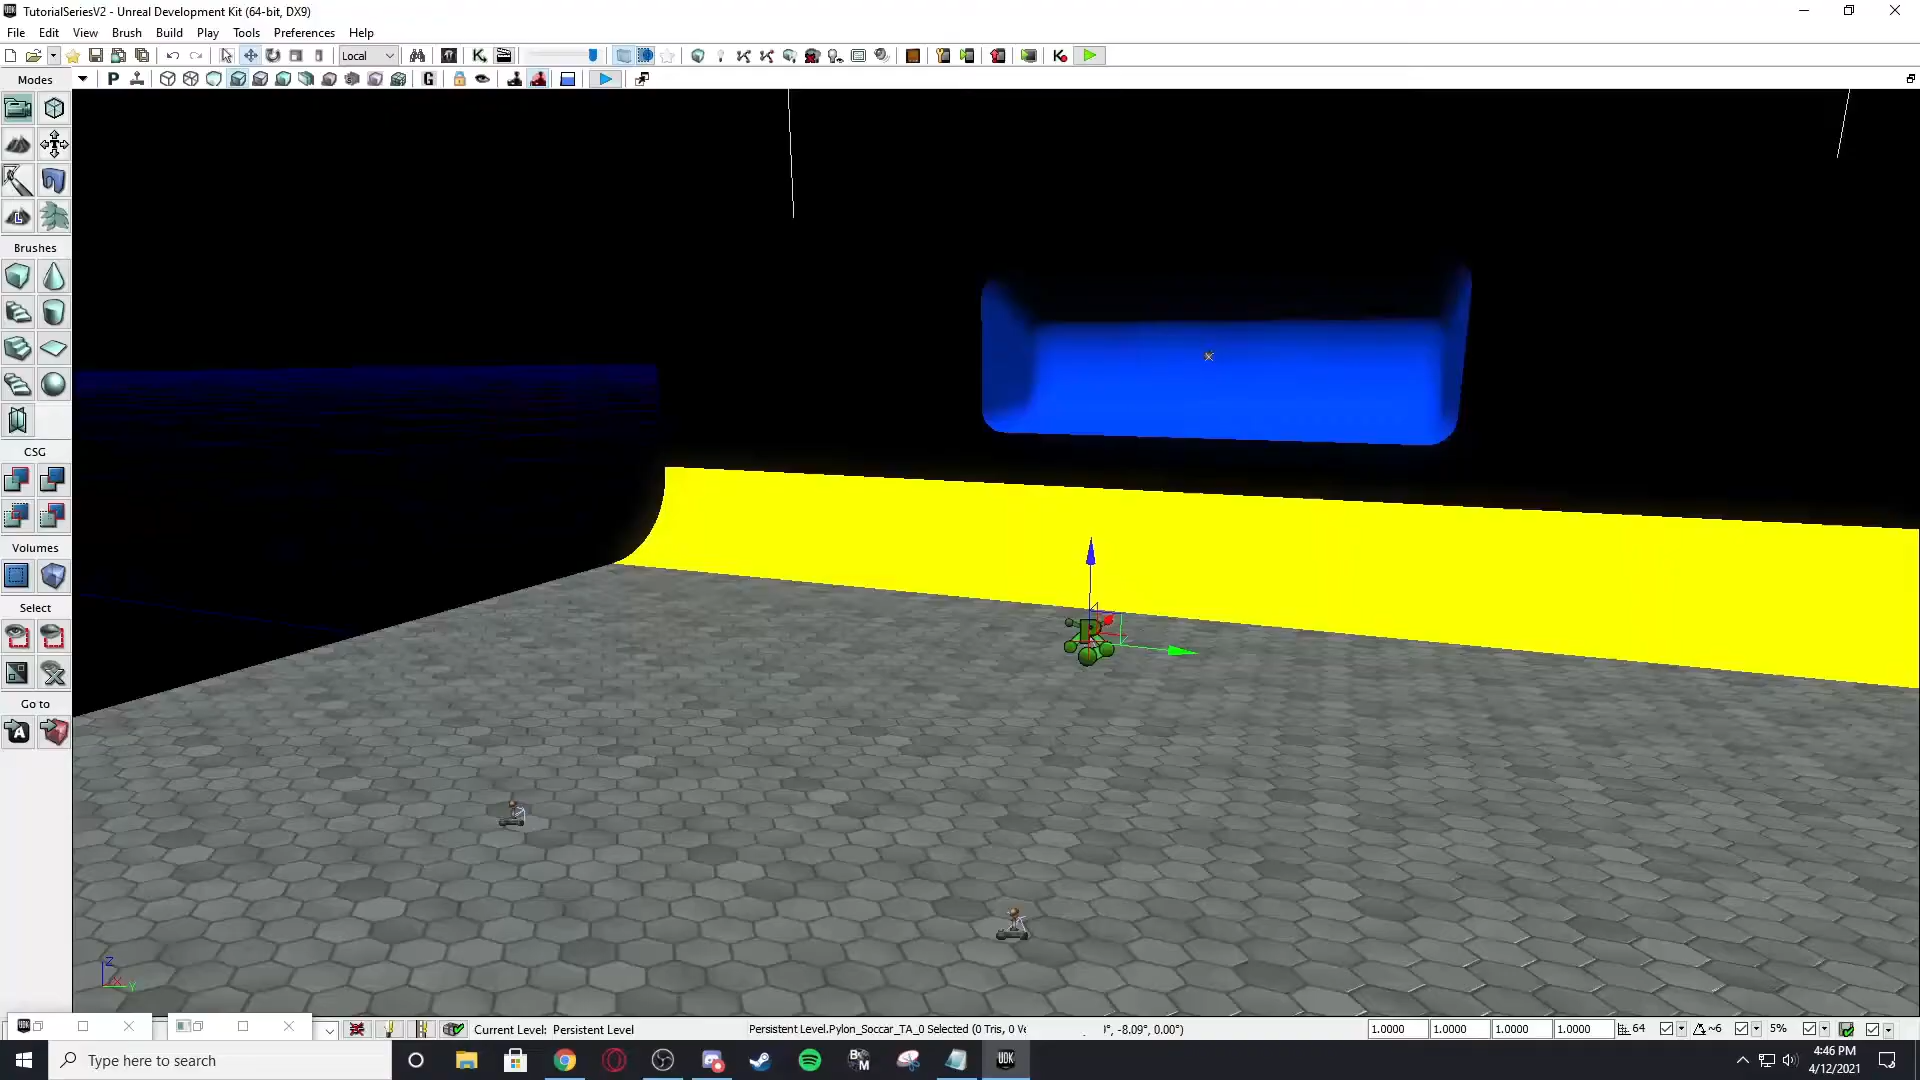 TutorialSeriesV2 - Unreal Development Kit (64-bit, DX9)
File Edit View Brush Build Play Tools Preferences Help
Local
Modes
P
G
L
Brushes
CSG
Volumes
Select
Go to
A
P
Z
X
Y
UDK
Current Level: Persistent Level
Persistent Level.Pylon_Soccar_TA_0 Selected (0 Tris, 0 Ve
°, -8.09°, 0.00°)
1.0000 1.0000 1.0000 1.0000 64 ~6 5%
Type here to search
UDK
4:46 PM
4/12/2021